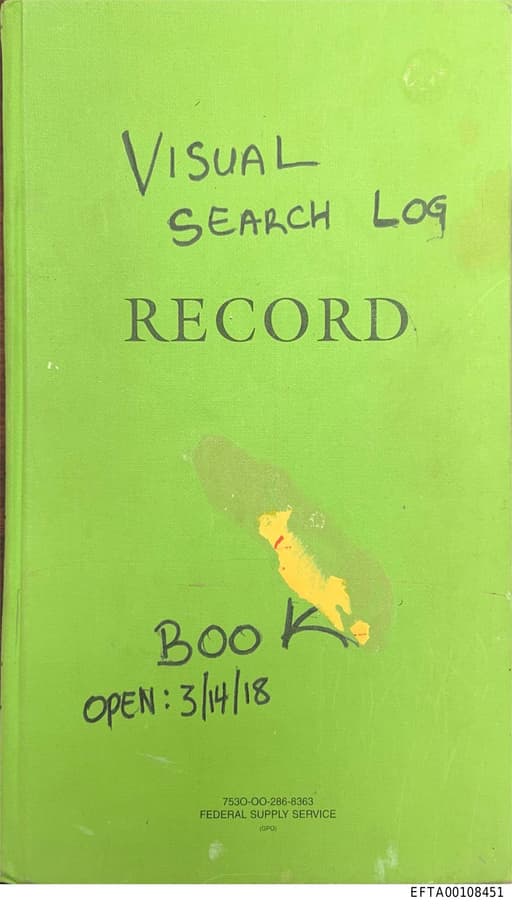 VISUAL
SEARCH LOG
RECORD
BOOK
OPEN: 3/14/18
7530-00-286-8363
FEDERAL SUPPLY SERVICE
(GPO)
EFTA00108451